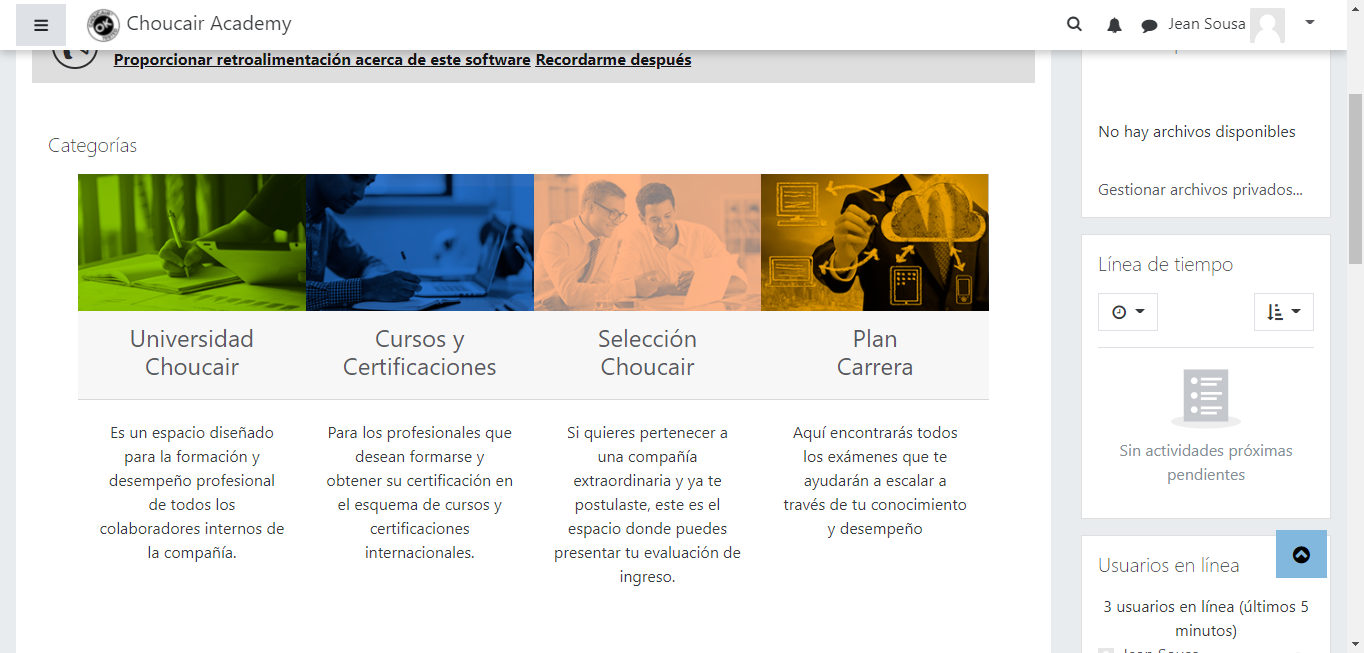 Choucair Academy
Jean Sousa
Proporcionar retroalimentación acerca de este software Recordarme después
Categorías
Universidad
Choucair
Es un espacio diseñado
para la formación y
desempeño profesional
de todos los
colaboradores internos de
la compañía.
Cursos y
Certificaciones
Para los profesionales que
desean formarse y
obtener su certificación en
el esquema de cursos y
certificaciones
internacionales.
Selección
Choucair
Si quieres pertenecer a
una compañía
extraordinaria y ya te
postulaste, este es el
espacio donde puedes
presentar tu evaluación de
ingreso.
Plan
Carrera
Aquí encontrarás todos
los exámenes que te
ayudarán a escalar a
través de tu conocimiento
y desempeño
No hay archivos disponibles
Gestionar archivos privados...
Línea de tiempo
Sin actividades próximas
pendientes
Usuarios en línea
3 usuarios en línea (últimos 5
minutos)
Jean Sousa